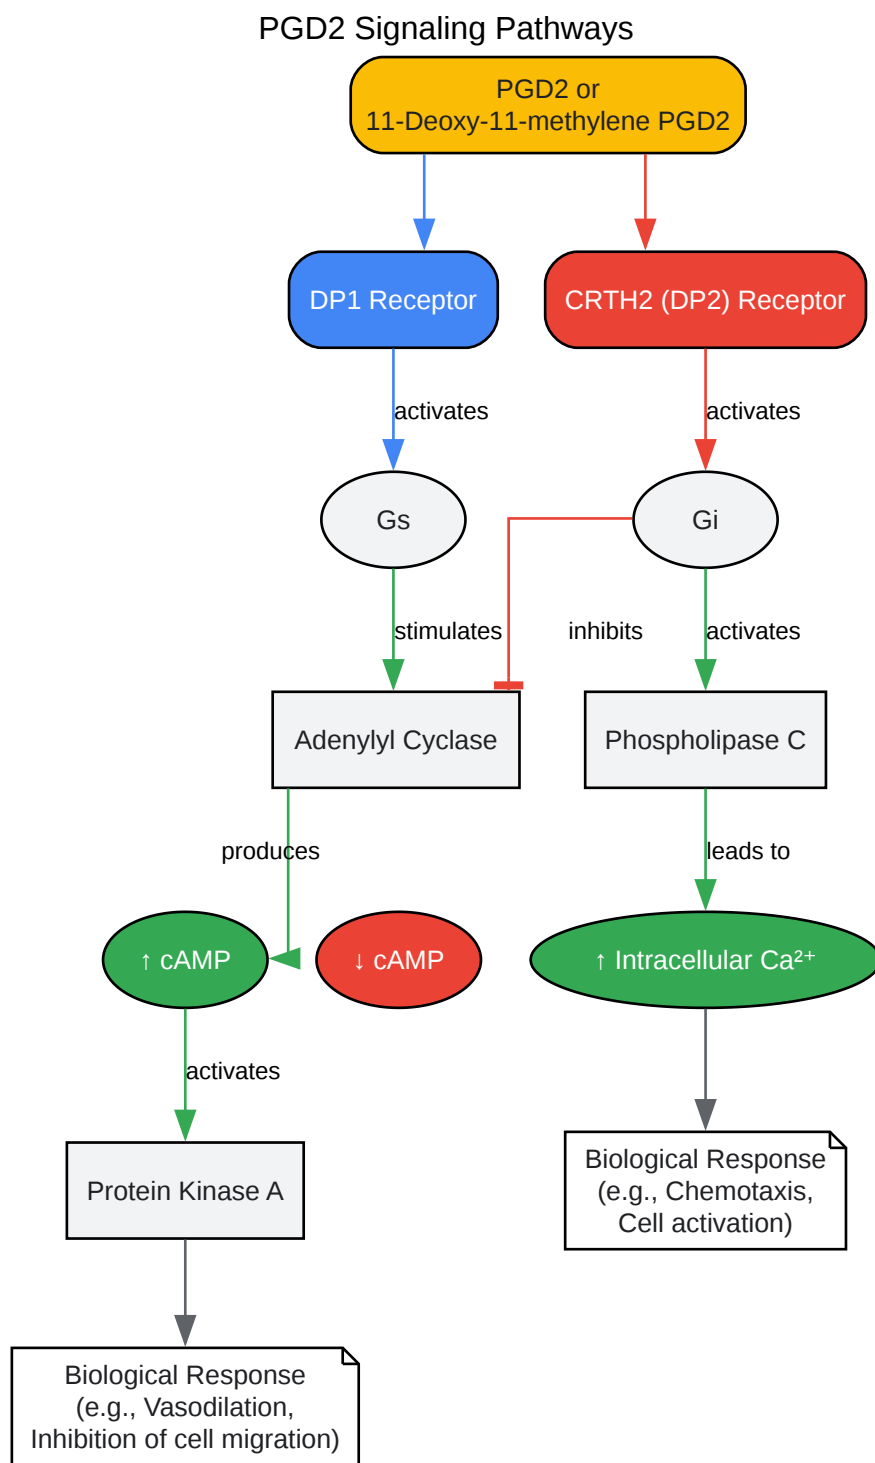 PGD2 Signaling Pathways
PGD2 or
11-Deoxy-11-methylene PGD2
DP1 Receptor
CRTH2 (DP2) Receptor
activates
activates
Gs
Gi
stimulates
inhibits
activates
Adenylyl Cyclase
Phospholipase C
produces
leads to
↑ cAMP
↓ cAMP
↑ Intracellular Ca²⁺
activates
Protein Kinase A
Biological Response
(e.g., Chemotaxis,
Cell activation)
Biological Response
(e.g., Vasodilation,
Inhibition of cell migration)